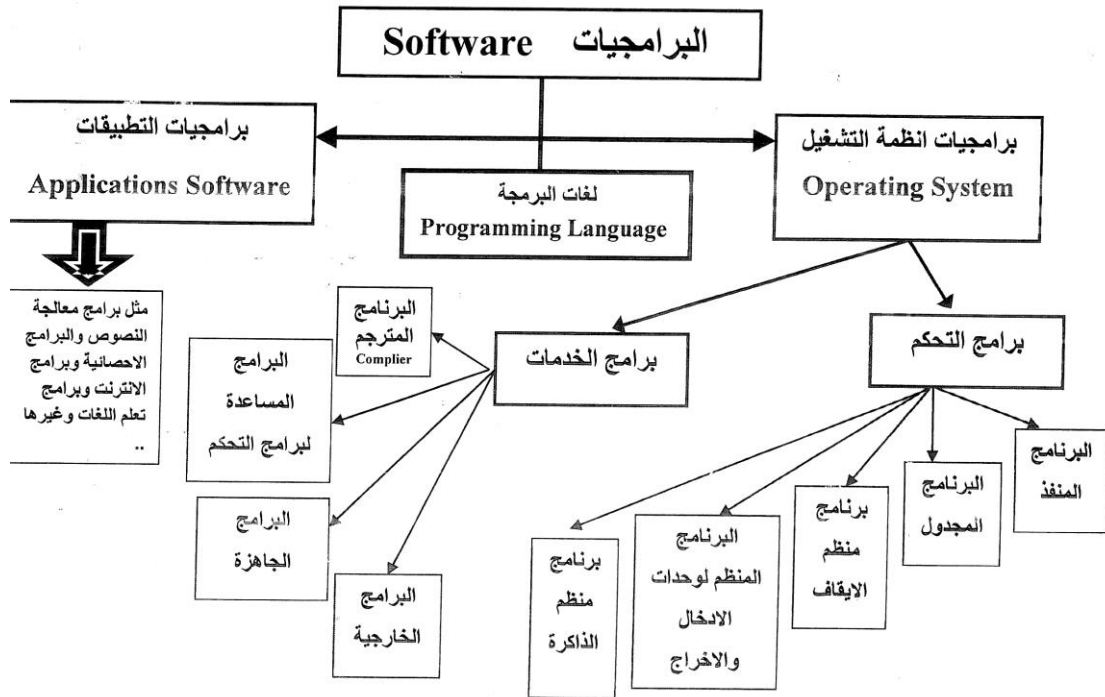 البرامجيات Software
برامجيات انظمة التشغيل
Operating System
لغات البرمجة
Programming Language
برامجيات التطبيقات
Applications Software
مثل برامج معالجة
النصوص والبرامج
الاحصائية وبرامج
الانترنت وبرامج
تعلم اللغات وغيرها
..
برامج التحكم
برامج الخدمات
البرنامج
المنفذ
البرنامج
المجدول
برنامج
منظم
الايقاف
البرنامج
المنظم لوحدات
الادخال
والاخراج
برنامج
منظم
الذاكرة
البرنامج
المترجم
Complier
البرامج
المساعدة
لبرامج التحكم
البرامج
الجاهزة
البرامج
الخارجية